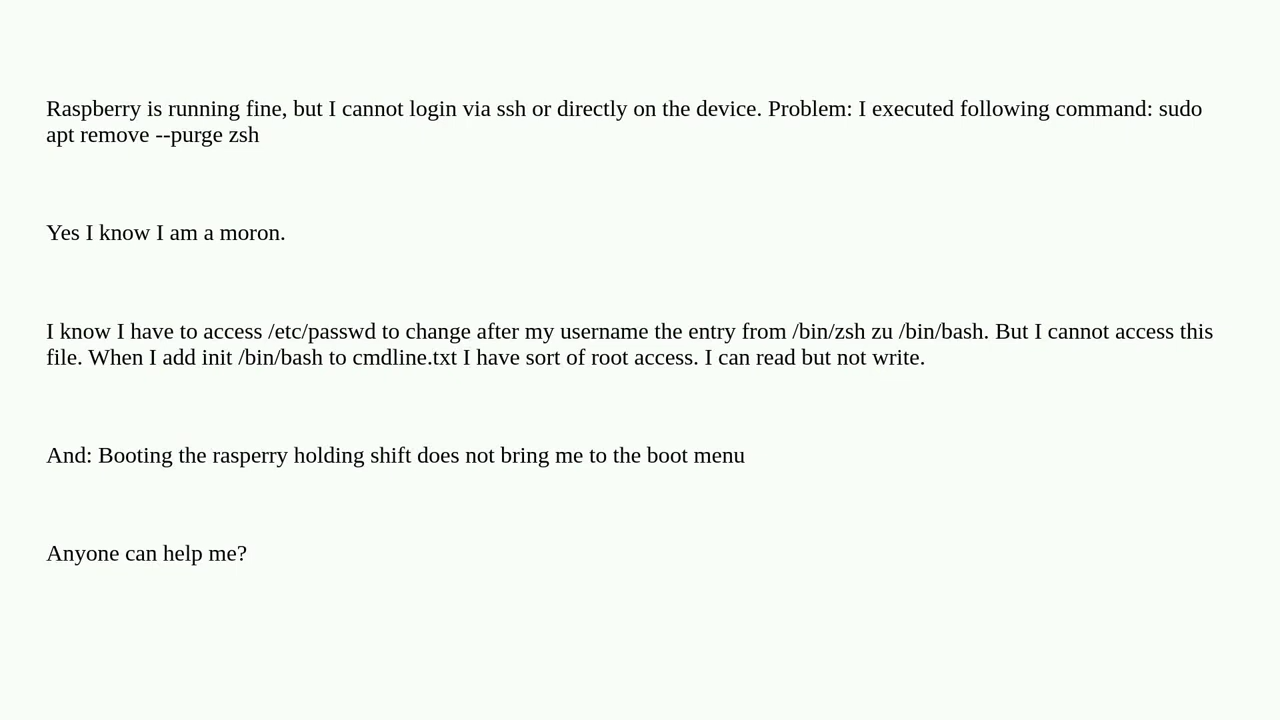 Raspberry is running fine, but I cannot login via ssh or directly on the device. Problem: I executed following command: sudo
apt remove --purge zsh
Yes I know I am a moron.
I know I have to access /etc/passwd to change after my username the entry from /bin/zsh zu /bin/bash. But I cannot access this
file. When I add init /bin/bash to cmdline.txt I have sort of root access. I can read but not write.
And: Booting the rasperry holding shift does not bring me to the boot menu
Anyone can help me?